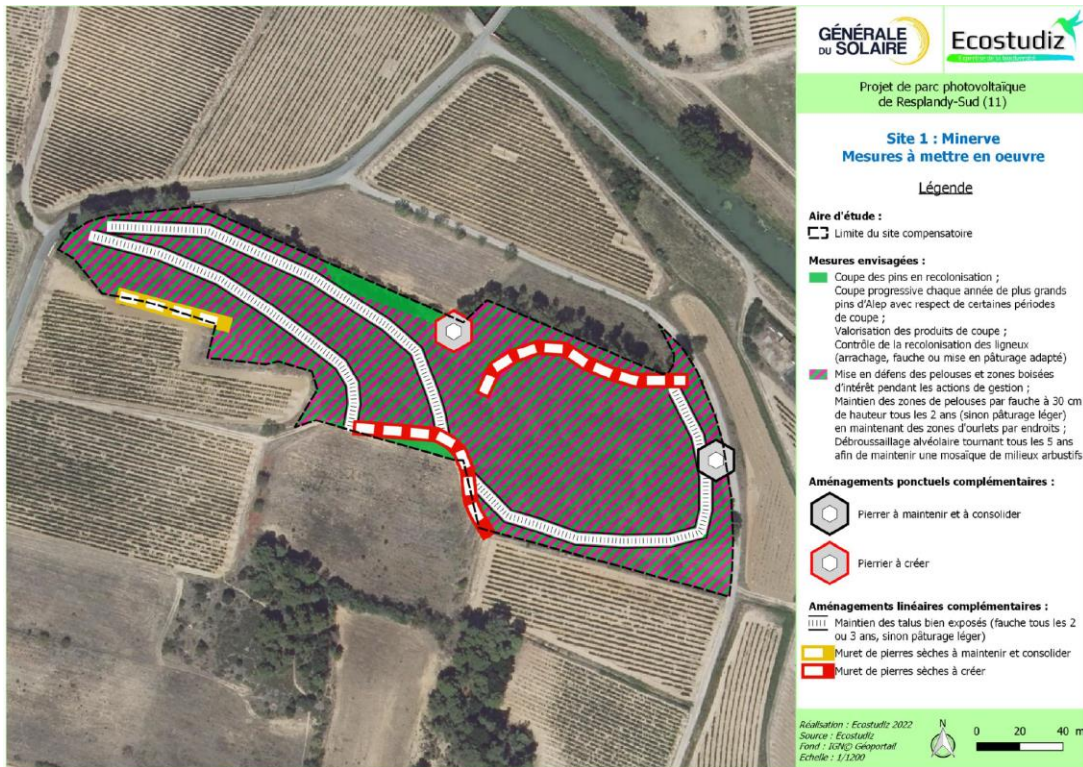 GÉNÉRALE
DU SOLAIRE
Ecostudiz
Expertise de la biodiversité
Projet de parc photovoltaïque
de Resplandy-Sud (11)
Site 1 : Minerve
Mesures à mettre en oeuvre
Légende
Aire d'étude :
Limite du site compensatoire
Mesures envisagées :
Coupe des pins en recolonisation ;
Coupe progressive chaque année de plus grands
pins d'Alep avec respect de certaines périodes
de coupe ;
Valorisation des produits de coupe ;
Contrôle de la recolonisation des ligneux
(arrachage, fauche ou mise en pâturage adapté)
Mise en défens des pelouses et zones boisées
d'intérêt pendant les actions de gestion ;
Maintien des zones de pelouses par fauche à 30 cm
de hauteur tous les 2 ans (sinon pâturage léger)
en maintenant des zones d'ourlets par endroits ;
Débroussaillage alvéolaire tournant tous les 5 ans
afin de maintenir une mosaïque de milieux arbustifs
Aménagements ponctuels complémentaires :
Pierrer à maintenir et à consolider
Pierrier à créer
Aménagements linéaires complémentaires :
Maintien des talus bien exposés (fauche tous les 2
ou 3 ans, sinon pâturage léger)
Muret de pierres sèches à maintenir et consolider
Muret de pierres sèches à créer
Réalisation : Ecostudiz 2022
Source : Ecostudiz
Fond : IGN© Géoportail
Echelle : 1/1200
N
0 20 40 m